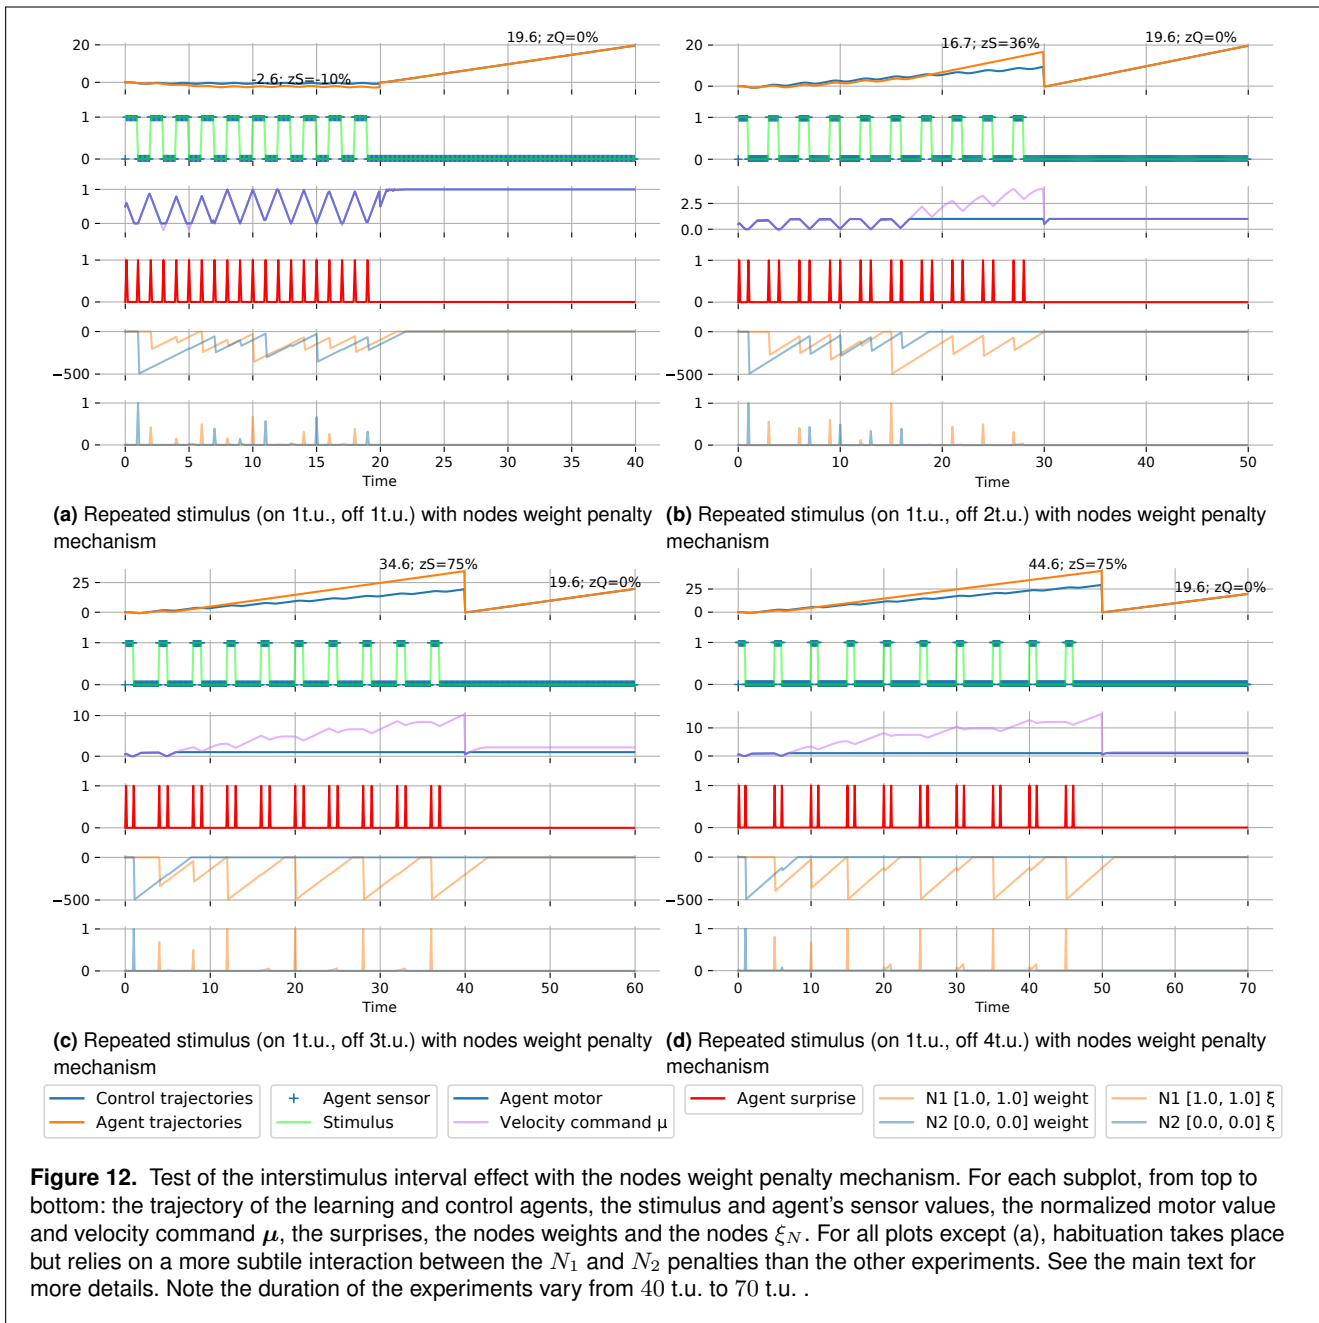 20
0
-2.6; zS=-10%
19.6; zQ=0%
1
0
1
0
1
0
0
−500
1
0
0 5 10 15 20 25 30 35 40
Time
(a) Repeated stimulus (on 1t.u., off 1t.u.) with nodes weight penalty
mechanism
20
0
16.7; zS=36%
19.6; zQ=0%
1
0
2.5
0.0
1
0
0
−500
1
0
0 10 20 30 40 50
Time
(b) Repeated stimulus (on 1t.u., off 2t.u.) with nodes weight penalty
mechanism
25
0
34.6; zS=75%
19.6; zQ=0%
1
0
10
0
1
0
0
−500
1
0
0 10 20 30 40 50 60
Time
(c) Repeated stimulus (on 1t.u., off 3t.u.) with nodes weight penalty
mechanism
25
0
44.6; zS=75%
19.6; zQ=0%
1
0
10
0
1
0
0
−500
1
0
0 10 20 30 40 50 60 70
Time
(d) Repeated stimulus (on 1t.u., off 4t.u.) with nodes weight penalty
mechanism
Control trajectories
Agent trajectories
Agent sensor
Stimulus
Agent motor
Velocity command μ
Agent surprise
N1 [1.0, 1.0] weight
N2 [0.0, 0.0] weight
N1 [1.0, 1.0] ξ
N2 [0.0, 0.0] ξ
Figure 12. Test of the interstimulus interval effect with the nodes weight penalty mechanism. For each subplot, from top to
bottom: the trajectory of the learning and control agents, the stimulus and agent's sensor values, the normalized motor value
and velocity command μ, the surprises, the nodes weights and the nodes ξN. For all plots except (a), habituation takes place
but relies on a more subtile interaction between the N1 and N2 penalties than the other experiments. See the main text for
more details. Note the duration of the experiments vary from 40 t.u. to 70 t.u. .